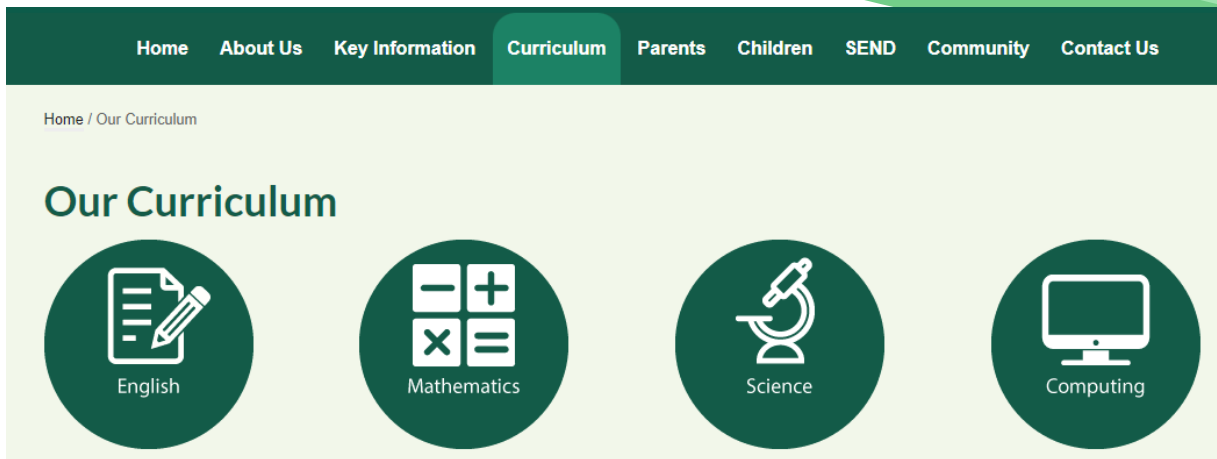 Home About Us Key Information Curriculum Parents Children SEND Community Contact Us
Home / Our Curriculum
Our Curriculum
English Mathematics Science Computing